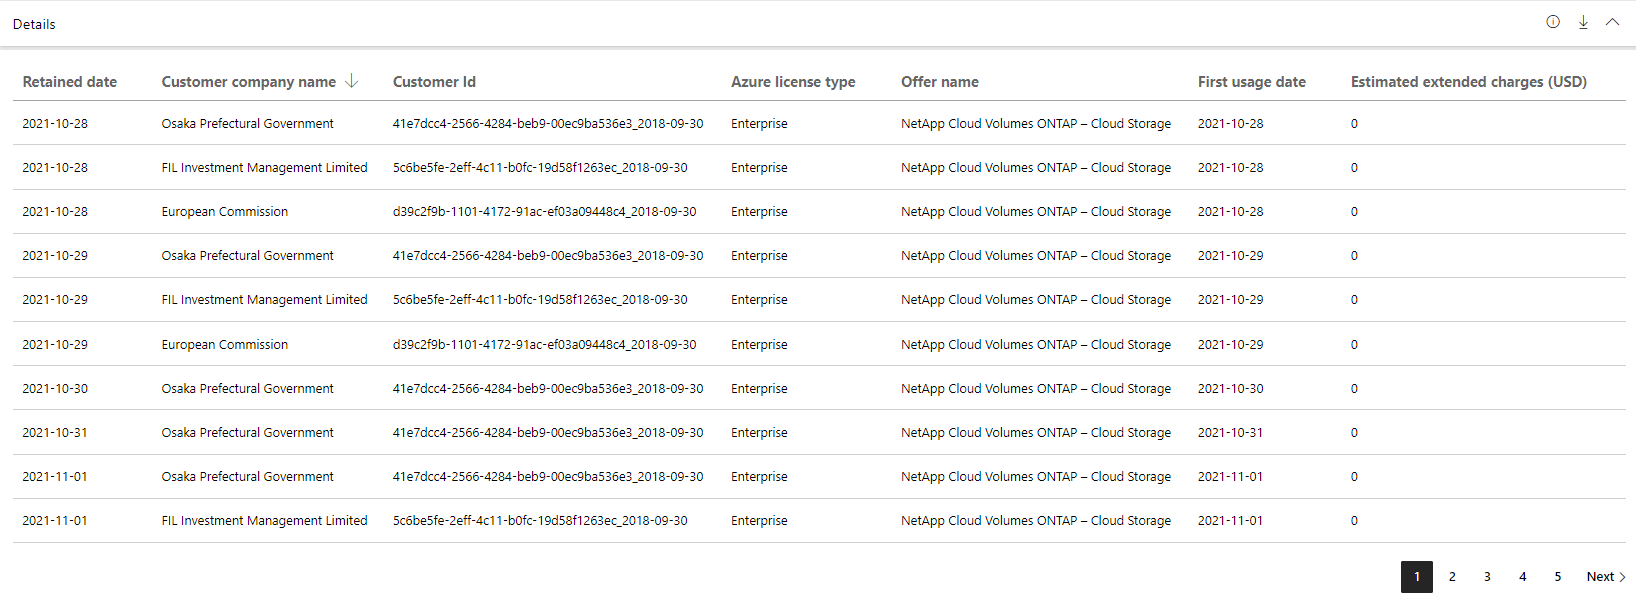 Details
Retained date Customer company name Customer Id Azure license type Offer name First usage date Estimated extended charges (USD)
2021-10-28 Osaka Prefectural Government 41e7dcc4-2566-4284-beb9-00ec9ba536e3_2018-09-30 Enterprise NetApp Cloud Volumes ONTAP – Cloud Storage 2021-10-28 0
2021-10-28 FIL Investment Management Limited 5c6be5fe-2eff-4c11-b0fc-19d58f1263ec_2018-09-30 Enterprise NetApp Cloud Volumes ONTAP – Cloud Storage 2021-10-28 0
2021-10-28 European Commission d39c2f9b-1101-4172-91ac-ef03a09448c4_2018-09-30 Enterprise NetApp Cloud Volumes ONTAP – Cloud Storage 2021-10-28 0
2021-10-29 Osaka Prefectural Government 41e7dcc4-2566-4284-beb9-00ec9ba536e3_2018-09-30 Enterprise NetApp Cloud Volumes ONTAP – Cloud Storage 2021-10-29 0
2021-10-29 FIL Investment Management Limited 5c6be5fe-2eff-4c11-b0fc-19d58f1263ec_2018-09-30 Enterprise NetApp Cloud Volumes ONTAP – Cloud Storage 2021-10-29 0
2021-10-29 European Commission d39c2f9b-1101-4172-91ac-ef03a09448c4_2018-09-30 Enterprise NetApp Cloud Volumes ONTAP – Cloud Storage 2021-10-29 0
2021-10-30 Osaka Prefectural Government 41e7dcc4-2566-4284-beb9-00ec9ba536e3_2018-09-30 Enterprise NetApp Cloud Volumes ONTAP – Cloud Storage 2021-10-30 0
2021-10-31 Osaka Prefectural Government 41e7dcc4-2566-4284-beb9-00ec9ba536e3_2018-09-30 Enterprise NetApp Cloud Volumes ONTAP – Cloud Storage 2021-10-31 0
2021-11-01 Osaka Prefectural Government 41e7dcc4-2566-4284-beb9-00ec9ba536e3_2018-09-30 Enterprise NetApp Cloud Volumes ONTAP – Cloud Storage 2021-11-01 0
2021-11-01 FIL Investment Management Limited 5c6be5fe-2eff-4c11-b0fc-19d58f1263ec_2018-09-30 Enterprise NetApp Cloud Volumes ONTAP – Cloud Storage 2021-11-01 0
1 2 3 4 5 Next